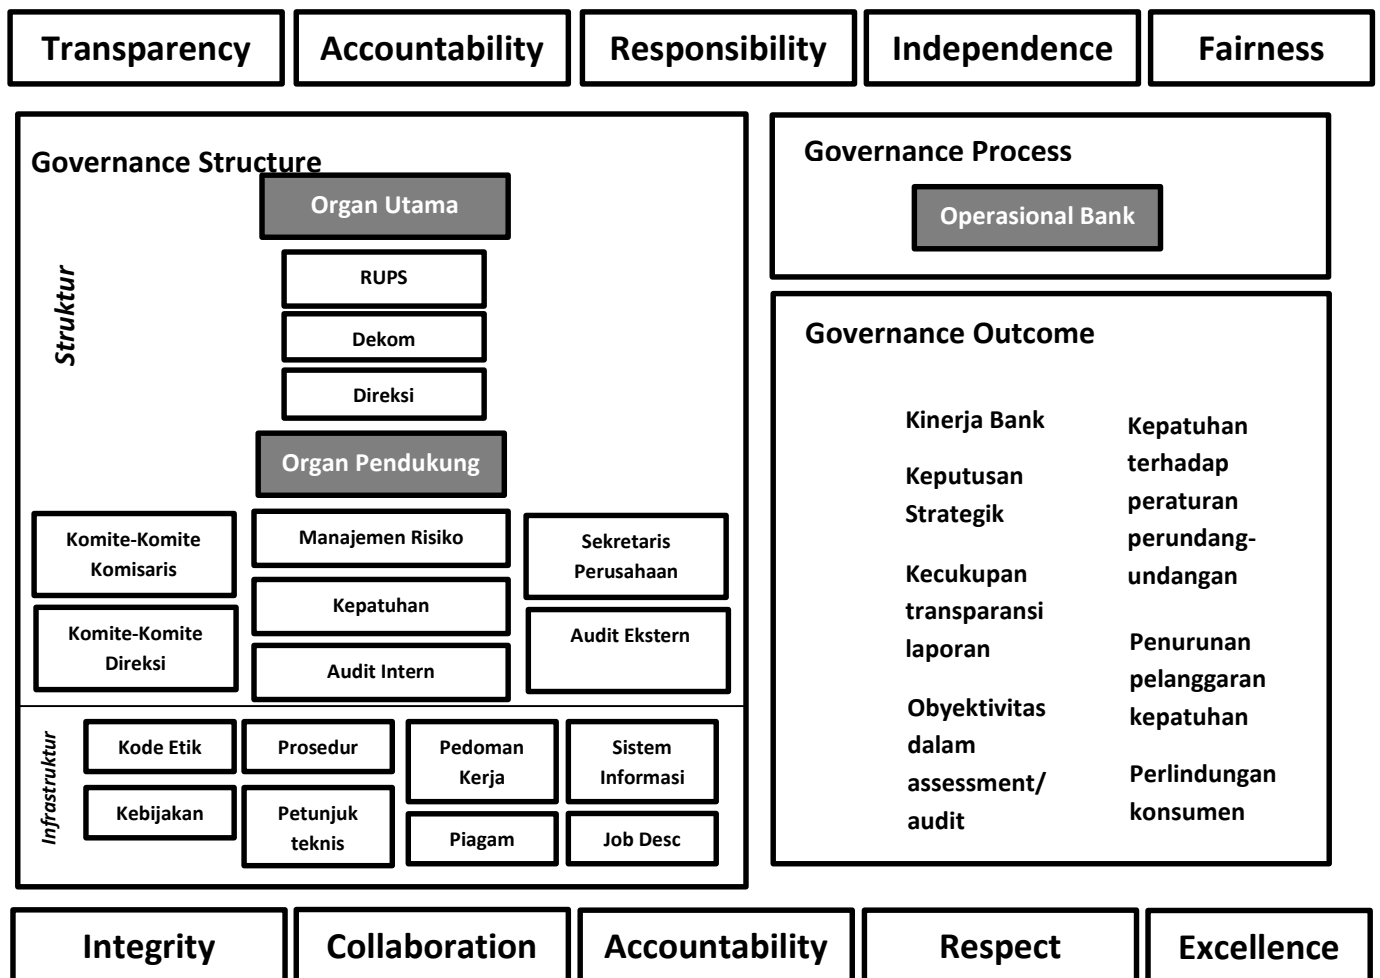 Transparency
Accountability
Responsibility
Independence
Fairness
Governance Structure
Organ Utama
Struktur
RUPS
Dekom
Direksi
Organ Pendukung
Komite-Komite
Komisaris
Komite-Komite
Direksi
Manajemen Risiko
Kepatuhan
Audit Intern
Sekretaris
Perusahaan
Audit Ekstern
Infrastruktur
Kode Etik
Prosedur
Pedoman
Kerja
Sistem
Informasi
Kebijakan
Petunjuk
teknis
Piagam
Job Desc
Governance Process
Operasional Bank
Governance Outcome
Kinerja Bank
Keputusan
Strategik
Kecukupan
transparansi
laporan
Obyektivitas
dalam
assessment/
audit
Kepatuhan
terhadap
peraturan
perundang-
undangan
Penurunan
pelanggaran
kepatuhan
Perlindungan
konsumen
Integrity
Collaboration
Accountability
Respect
Excellence